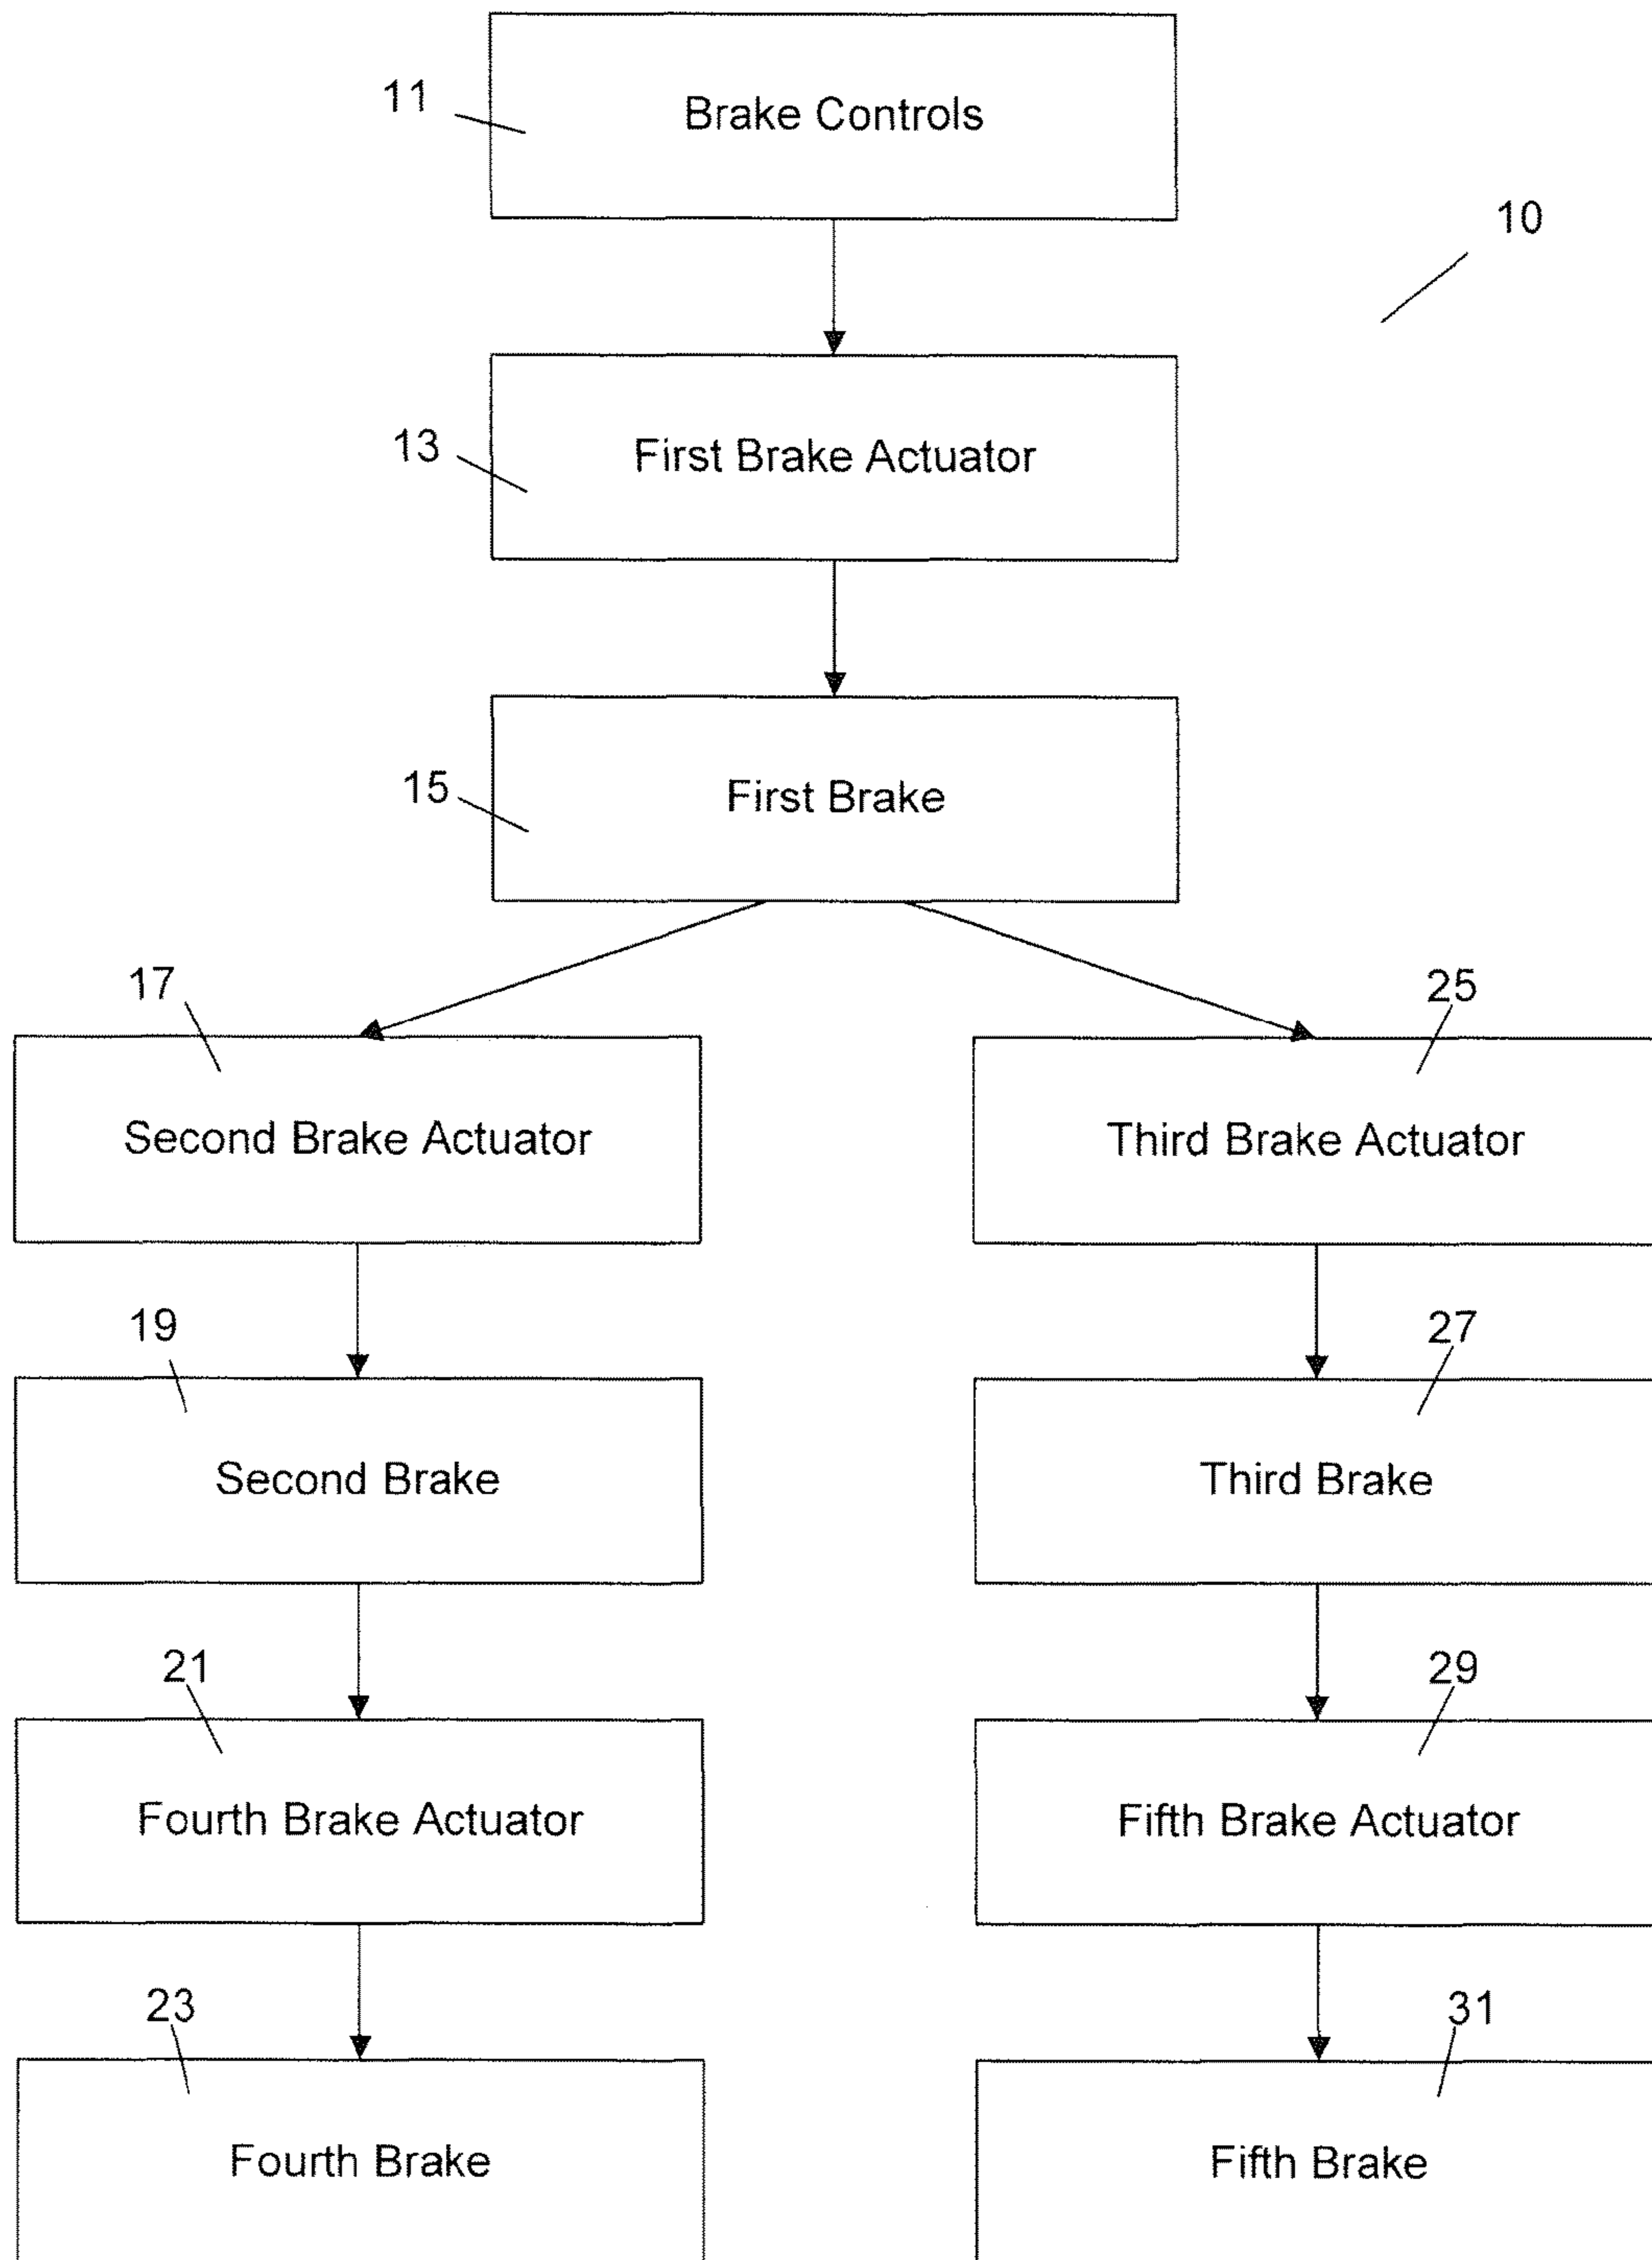 11
Brake Controls
10
13
First Brake Actuator
15
First Brake
17
25
Second Brake Actuator
Third Brake Actuator
19
27
Second Brake
Third Brake
21
29
Fourth Brake Actuator
Fifth Brake Actuator
23
31
Fourth Brake
Fifth Brake